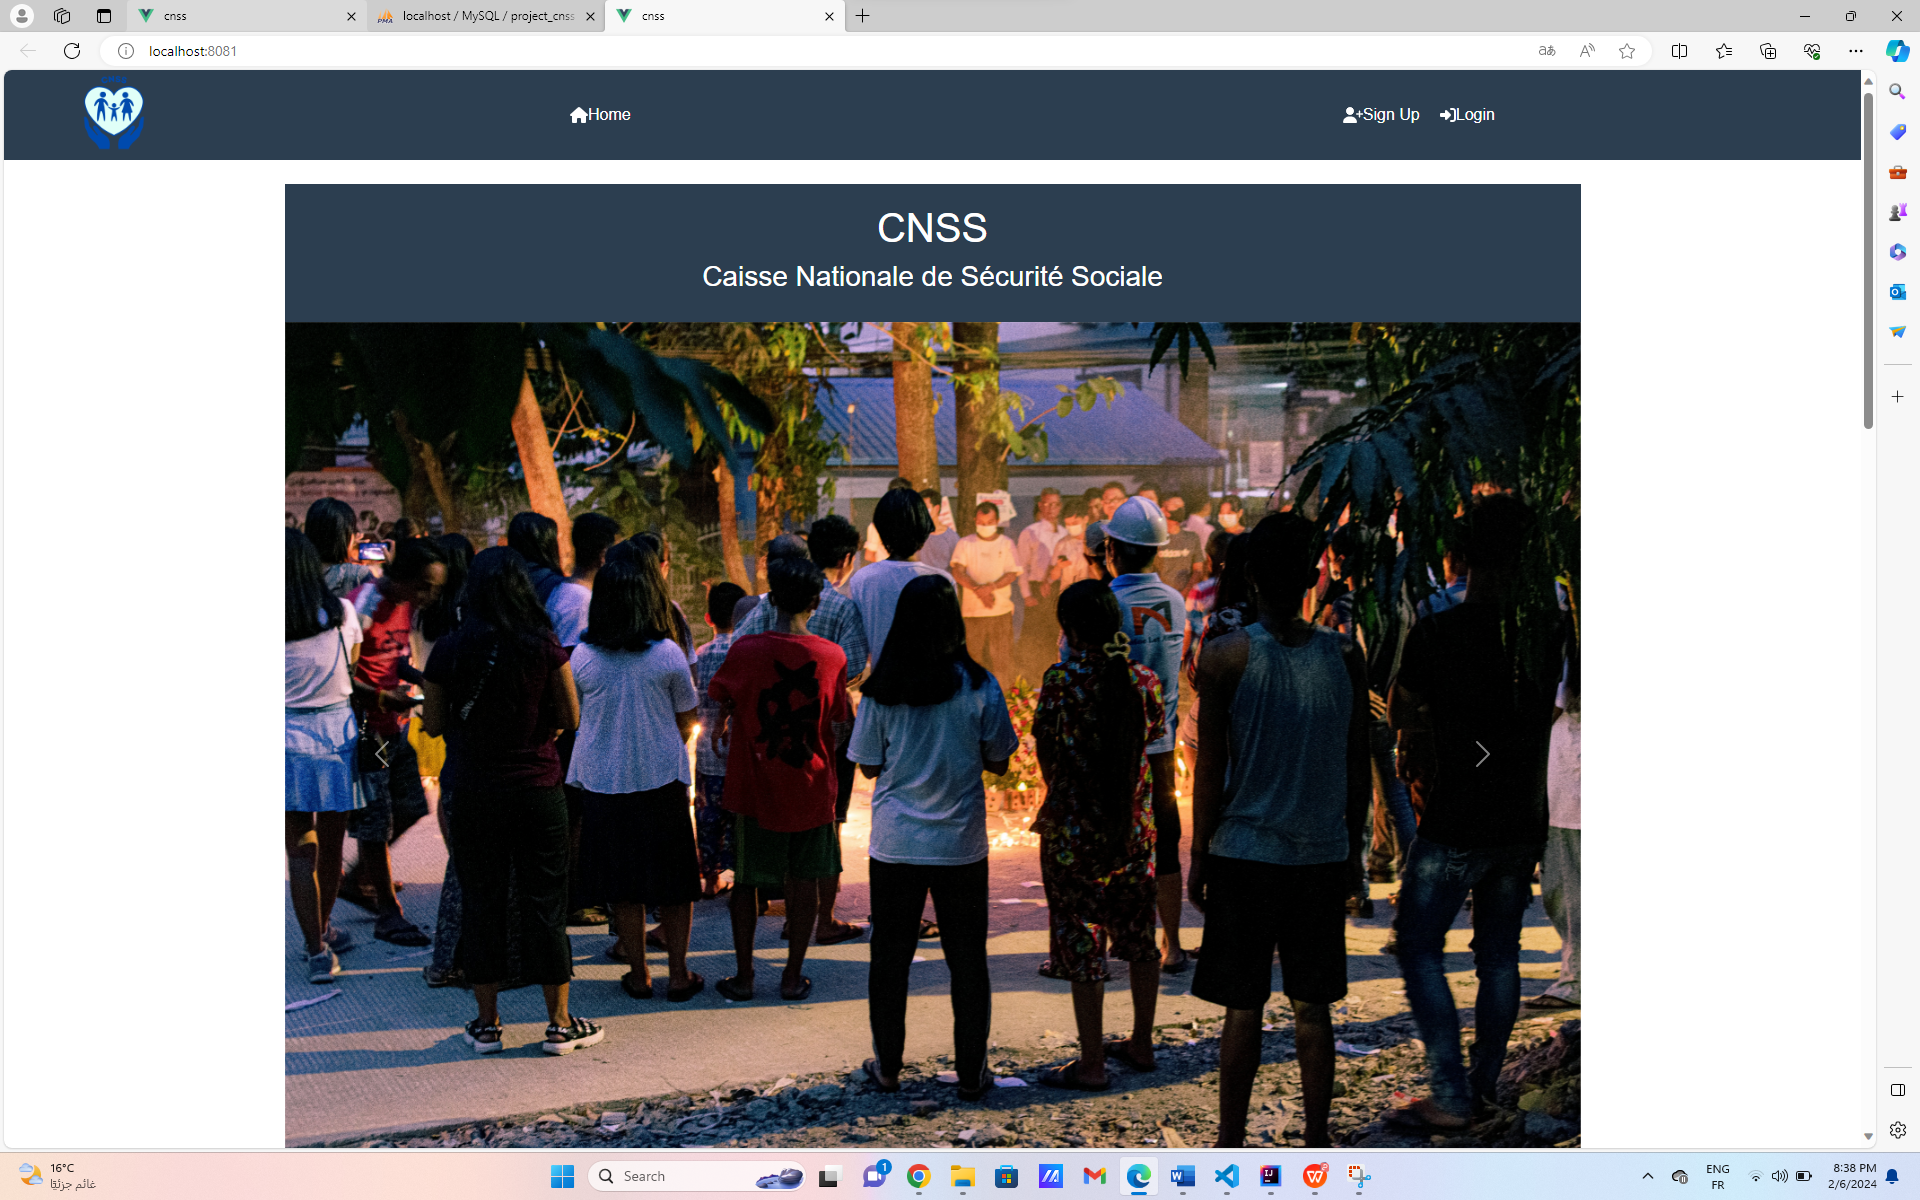 cnss
localhost / MySQL / project_cnss
cnss
localhost:8081
Home
Sign Up
Login
CNSS
Caisse Nationale de Sécurité Sociale
16°C
غائم جزئيًا
Search
1
ENG
FR
8:38 PM
2/6/2024